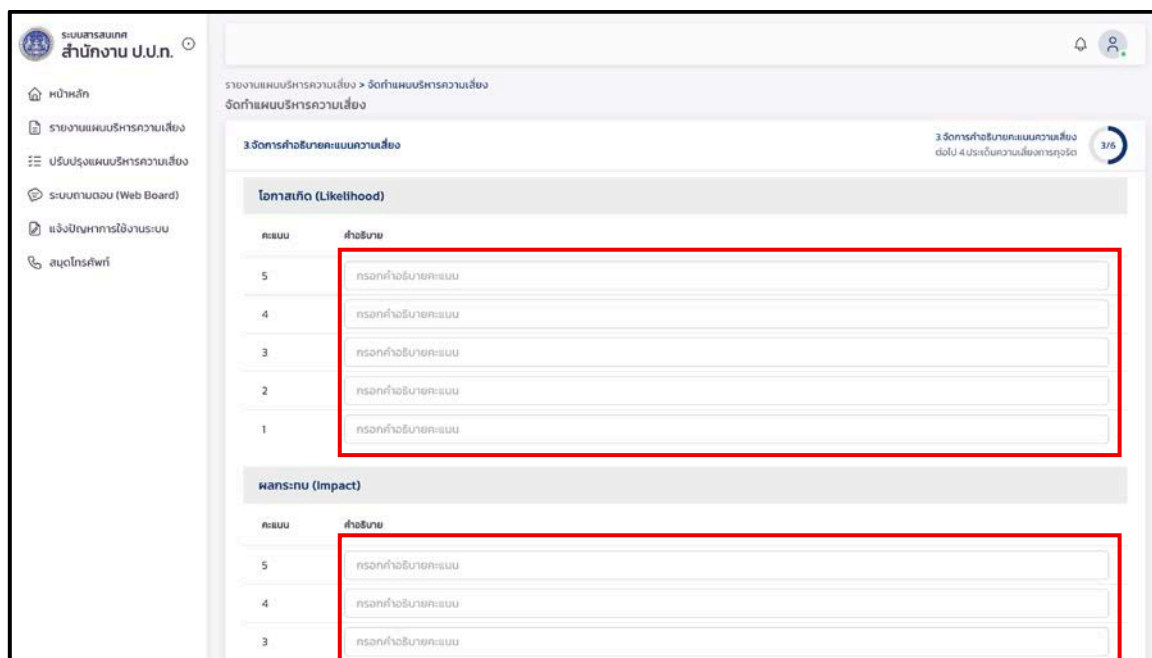 ระบบสารสนเทศ
สำนักงาน ป.ป.ท.
หน้าหลัก
รายงานแผนบริหารความเสี่ยง
ปรับปรุงแผนบริหารความเสี่ยง
ระบบถามตอบ (Web Board)
แจ้งปัญหาการใช้งานระบบ
สมุดโทรศัพท์
รายงานแผนบริหารความเสี่ยง > จัดทำแผนบริหารความเสี่ยง
จัดทำแผนบริหารความเสี่ยง
3.จัดการคำอธิบายคะแนนความเสี่ยง
3.จัดการคำอธิบายคะแนนความเสี่ยง
ต่อไป 4.ประเด็นความเสี่ยงการทุจริต
3/6
โอกาสเกิด (Likelihood)
คะแนน คำอธิบาย
5 กรอกคำอธิบายคะแนน
4 กรอกคำอธิบายคะแนน
3 กรอกคำอธิบายคะแนน
2 กรอกคำอธิบายคะแนน
1 กรอกคำอธิบายคะแนน
ผลกระทบ (Impact)
คะแนน คำอธิบาย
5 กรอกคำอธิบายคะแนน
4 กรอกคำอธิบายคะแนน
3 กรอกคำอธิบายคะแนน